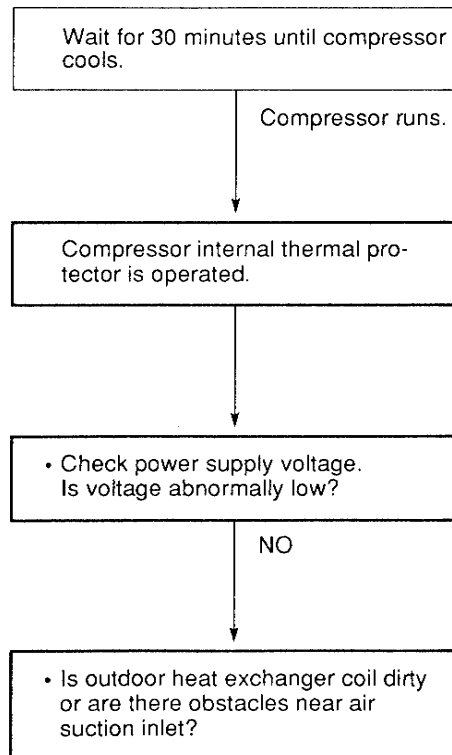 Wait for 30 minutes until compressor
cools.
Compressor runs.
Compressor internal thermal pro-
tector is operated.
• Check power supply voltage.
Is voltage abnormally low?
NO
• Is outdoor heat exchanger coil dirty
or are there obstacles near air
suction inlet?